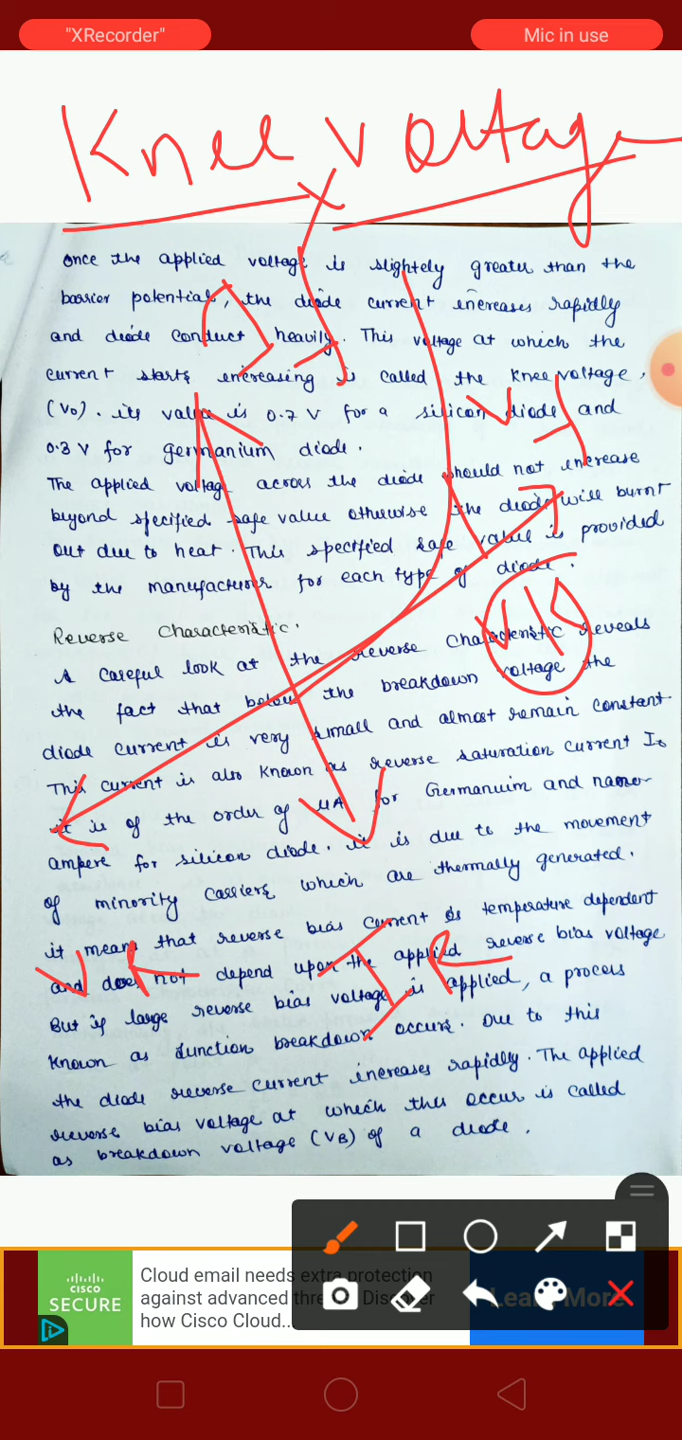 "XRecorder"
Mic in use
Knee Voltage
once the applied voltage is slightely greater than the
barrier potential, the diode current increases rapidly
and diode conduct heavily. This voltage at which the
current starts increasing is called the knee voltage,
(Vo). its value is 0.7 V for a silicon diode and
0.3 V for germanium diode.
The applied voltage across the diode should not increase
beyond specified safe value otherwise the diode will burnt
out due to heat. This specified safe value is provided
by the manufacturer for each type of diode.
Reverse Characteristic.
A careful look at the reverse characteristic reveals
the fact that below the breakdown voltage the
diode current is very small and almost remain constant
This current is also known as reverse saturation current Io
it is of the order of μA for Germanium and nano-
ampere for silicon diode. it is due to the movement
of minority carriers which are thermally generated.
it means that reverse bias current is temperature dependent
and does not depend upon the applied reverse bias voltage
But if large reverse bias voltage is applied, a process
known as junction breakdown occurs. Due to this
the diode reverse current increases rapidly. The applied
reverse bias voltage at which this occur is called
as breakdown voltage (VB) of a diode.
CISCO
SECURE
Cloud email needs extra protection
against advanced
how Cisco Cloud...
More